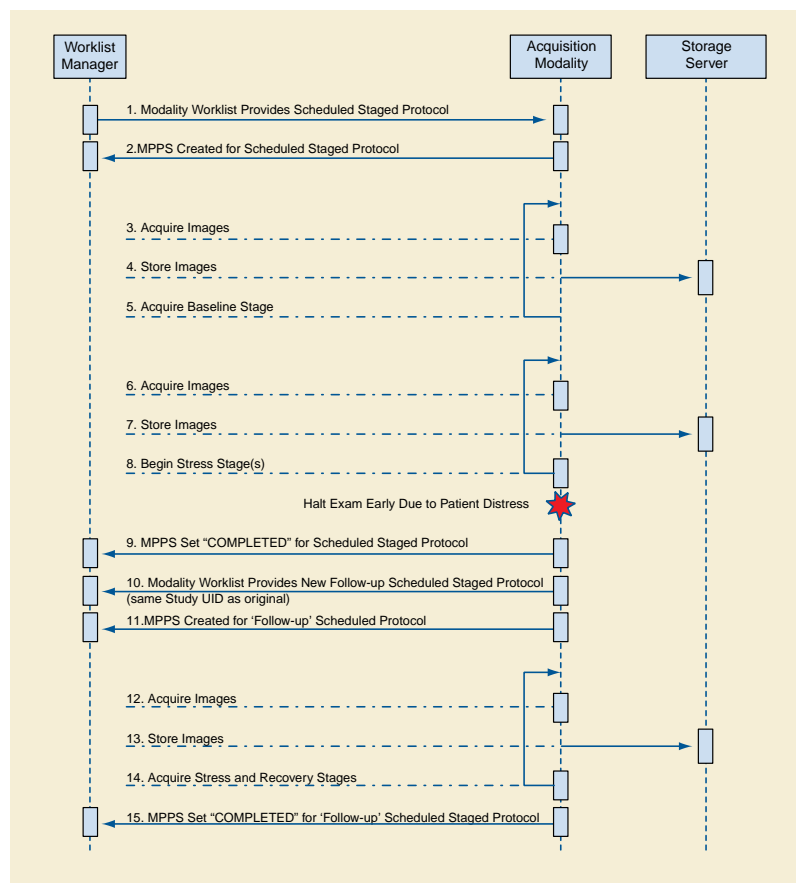 Worklist
Manager
Acquisition
Modality
Storage
Server
1. Modality Worklist Provides Scheduled Staged Protocol
2.MPPS Created for Scheduled Staged Protocol
3. Acquire Images
4. Store Images
5. Acquire Baseline Stage
6. Acquire Images
7. Store Images
8. Begin Stress Stage(s)
Halt Exam Early Due to Patient Distress
9. MPPS Set “COMPLETED” for Scheduled Staged Protocol
10. Modality Worklist Provides New Follow-up Scheduled Staged Protocol
(same Study UID as original)
11.MPPS Created for ‘Follow-up’ Scheduled Protocol
12. Acquire Images
13. Store Images
14. Acquire Stress and Recovery Stages
15. MPPS Set “COMPLETED” for ‘Follow-up’ Scheduled Staged Protocol